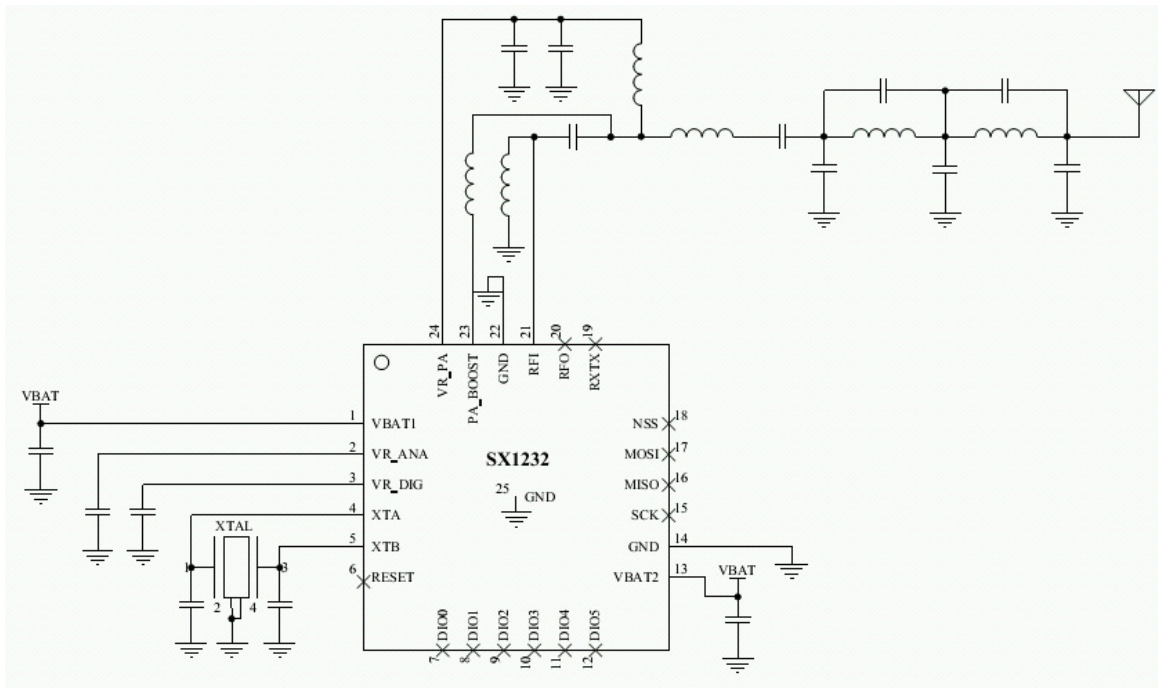 24
23
22
21
20
19
VR_PA
PA_BOOST
GND
RFI
RFO
RXTX
VBAT
1
VBAT1
NSS
18
2
VR_ANA
MOSI
17
SX1232
3
VR_DIG
25
GND
MISO
16
4
XTA
SCK
15
XTAL
5
XTB
GND
14
1
3
6
RESET
VBAT2
13
VBAT
2
4
DIO0
DIO1
DIO2
DIO3
DIO4
DIO5
7
8
9
10
11
12